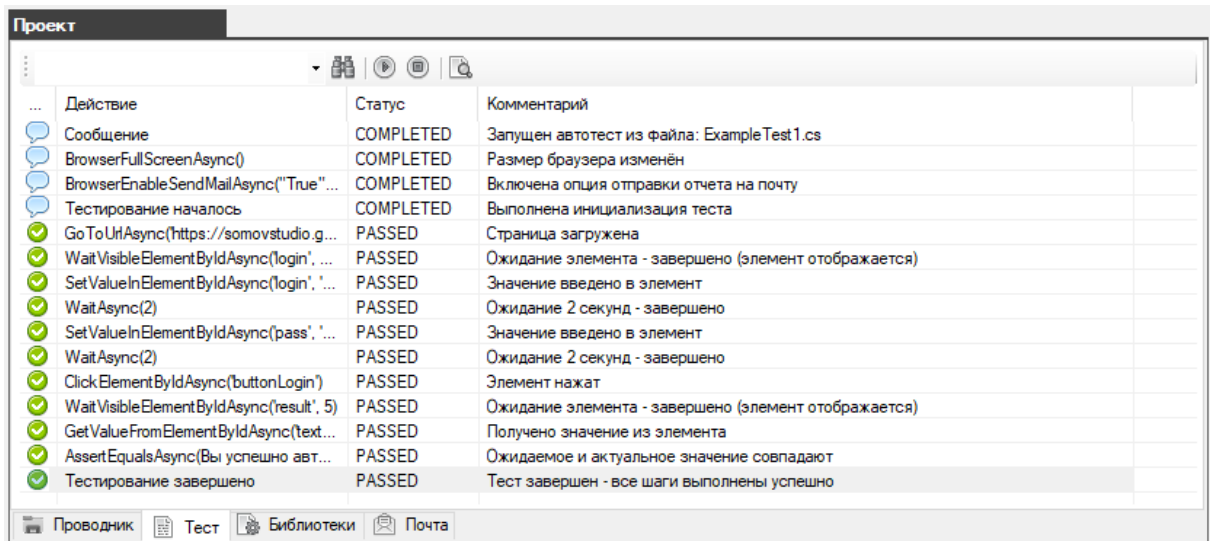 Проект
... Действие Статус Комментарий
Сообщение COMPLETED Запущен автотест из файла: ExampleTest1.cs
BrowserFullScreenAsync() COMPLETED Размер браузера изменён
BrowserEnableSendMailAsync("True"... COMPLETED Включена опция отправки отчета на почту
Тестирование началось COMPLETED Выполнена инициализация теста
GoToUrlAsync('https://somovstudio.g... PASSED Страница загружена
WaitVisibleElementByIdAsync('login', ... PASSED Ожидание элемента - завершено (элемент отображается)
SetValueInElementByIdAsync('login', '... PASSED Значение введено в элемент
WaitAsync(2) PASSED Ожидание 2 секунд - завершено
SetValueInElementByIdAsync('pass', '... PASSED Значение введено в элемент
WaitAsync(2) PASSED Ожидание 2 секунд - завершено
ClickElementByIdAsync('buttonLogin') PASSED Элемент нажат
WaitVisibleElementByIdAsync('result', 5) PASSED Ожидание элемента - завершено (элемент отображается)
GetValueFromElementByIdAsync('text... PASSED Получено значение из элемента
AssertEqualsAsync(Вы успешно авт... PASSED Ожидаемое и актуальное значение совпадают
Тестирование завершено PASSED Тест завершен - все шаги выполнены успешно
Проводник Тест Библиотеки Почта